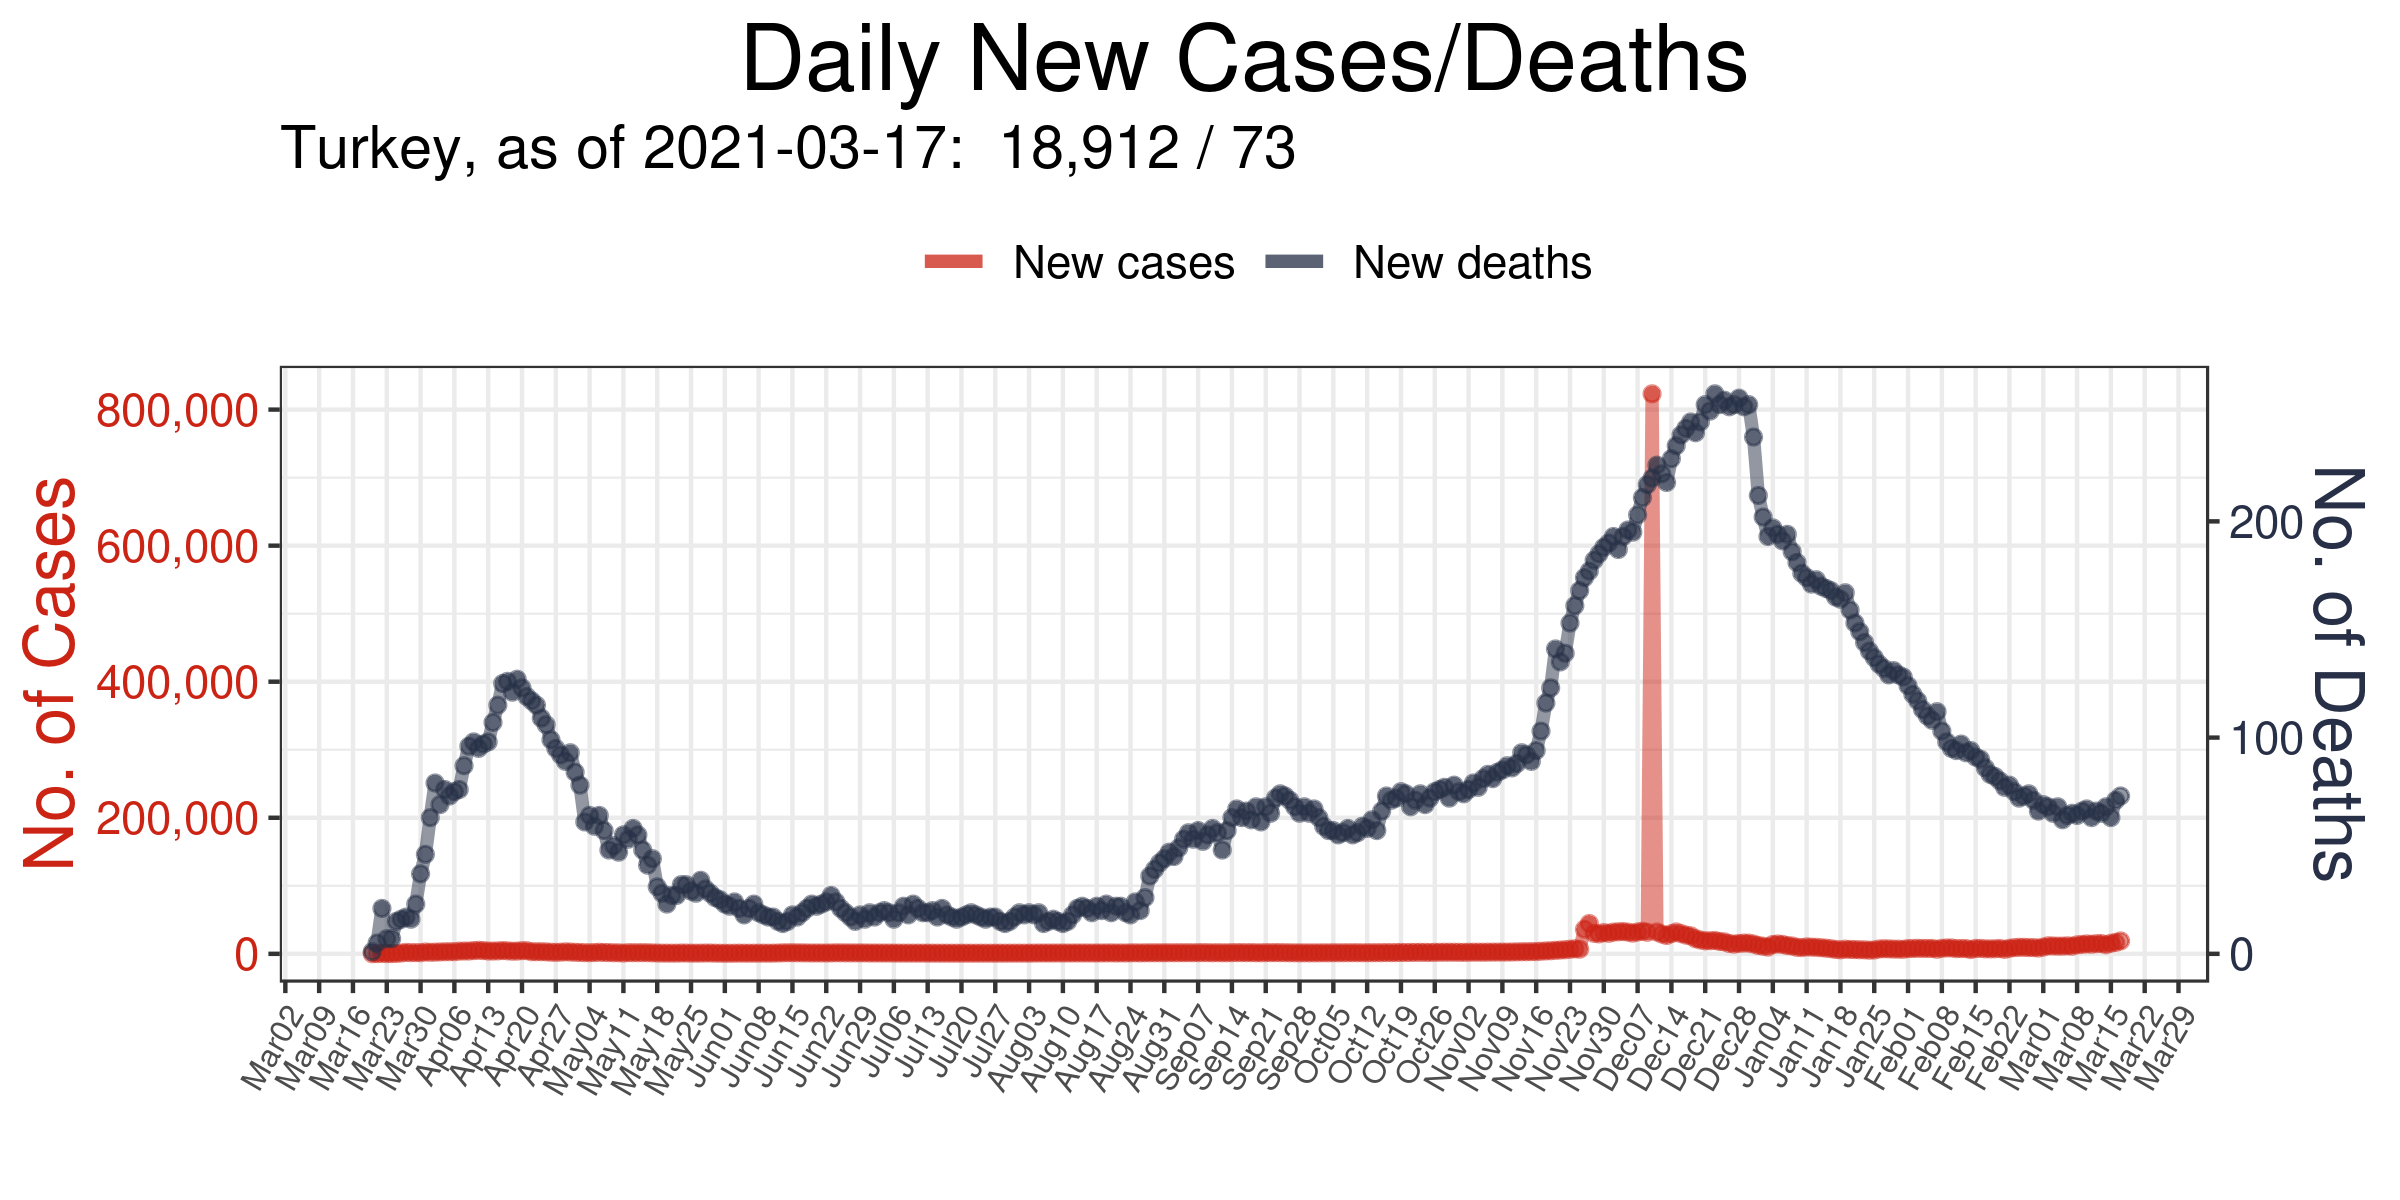 Daily New Cases/Deaths
Turkey, as of 2021-03-17:  18,912 / 73
New cases
New deaths
No. of Cases
800,000
600,000
400,000
200,000
0
No. of Deaths
200
100
0
Mar02
Mar09
Mar16
Mar23
Mar30
Apr06
Apr13
Apr20
Apr27
May04
May11
May18
May25
Jun01
Jun08
Jun15
Jun22
Jun29
Jul06
Jul13
Jul20
Jul27
Aug03
Aug10
Aug17
Aug24
Aug31
Sep07
Sep14
Sep21
Sep28
Oct05
Oct12
Oct19
Oct26
Nov02
Nov09
Nov16
Nov23
Nov30
Dec07
Dec14
Dec21
Dec28
Jan04
Jan11
Jan18
Jan25
Feb01
Feb08
Feb15
Feb22
Mar01
Mar08
Mar15
Mar22
Mar29